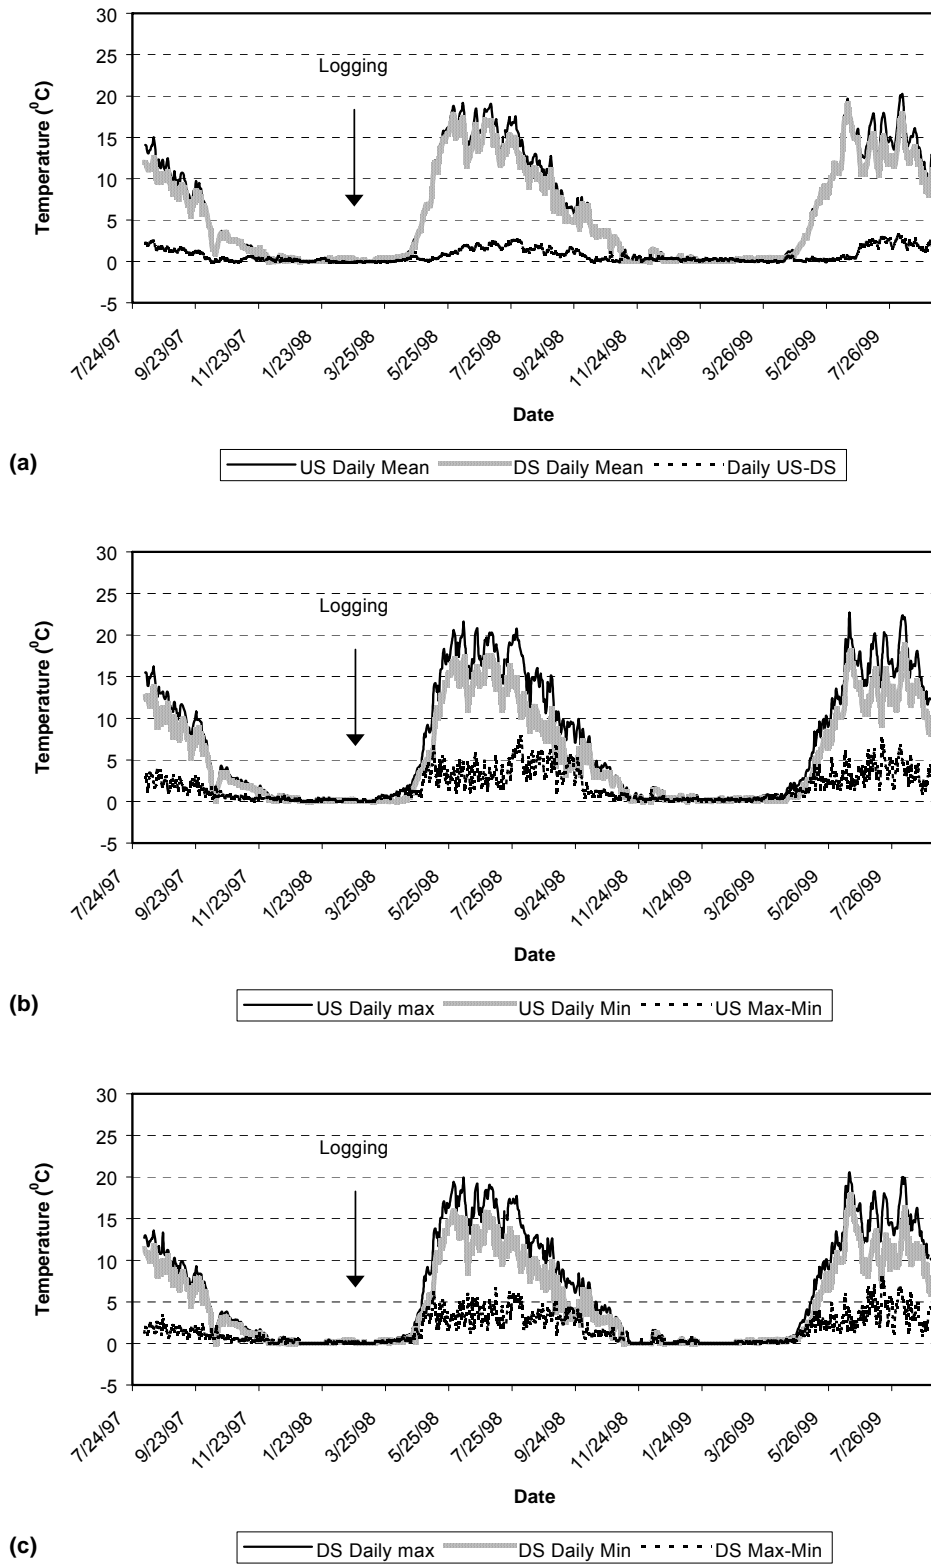 30
25
20
15
10
5
0
-5
Temperature (⁰C)
Logging
7/24/97 9/23/97 11/23/97 1/23/98 3/25/98 5/25/98 7/25/98 9/24/98 11/24/98 1/24/99 3/26/99 5/26/99 7/26/99
Date
(a)
US Daily Mean DS Daily Mean Daily US-DS
30
25
20
15
10
5
0
-5
Temperature (⁰C)
Logging
7/24/97 9/23/97 11/23/97 1/23/98 3/25/98 5/25/98 7/25/98 9/24/98 11/24/98 1/24/99 3/26/99 5/26/99 7/26/99
Date
(b)
US Daily max US Daily Min US Max-Min
30
25
20
15
10
5
0
-5
Temperature (⁰C)
Logging
7/24/97 9/23/97 11/23/97 1/23/98 3/25/98 5/25/98 7/25/98 9/24/98 11/24/98 1/24/99 3/26/99 5/26/99 7/26/99
Date
(c)
DS Daily max DS Daily Min DS Max-Min